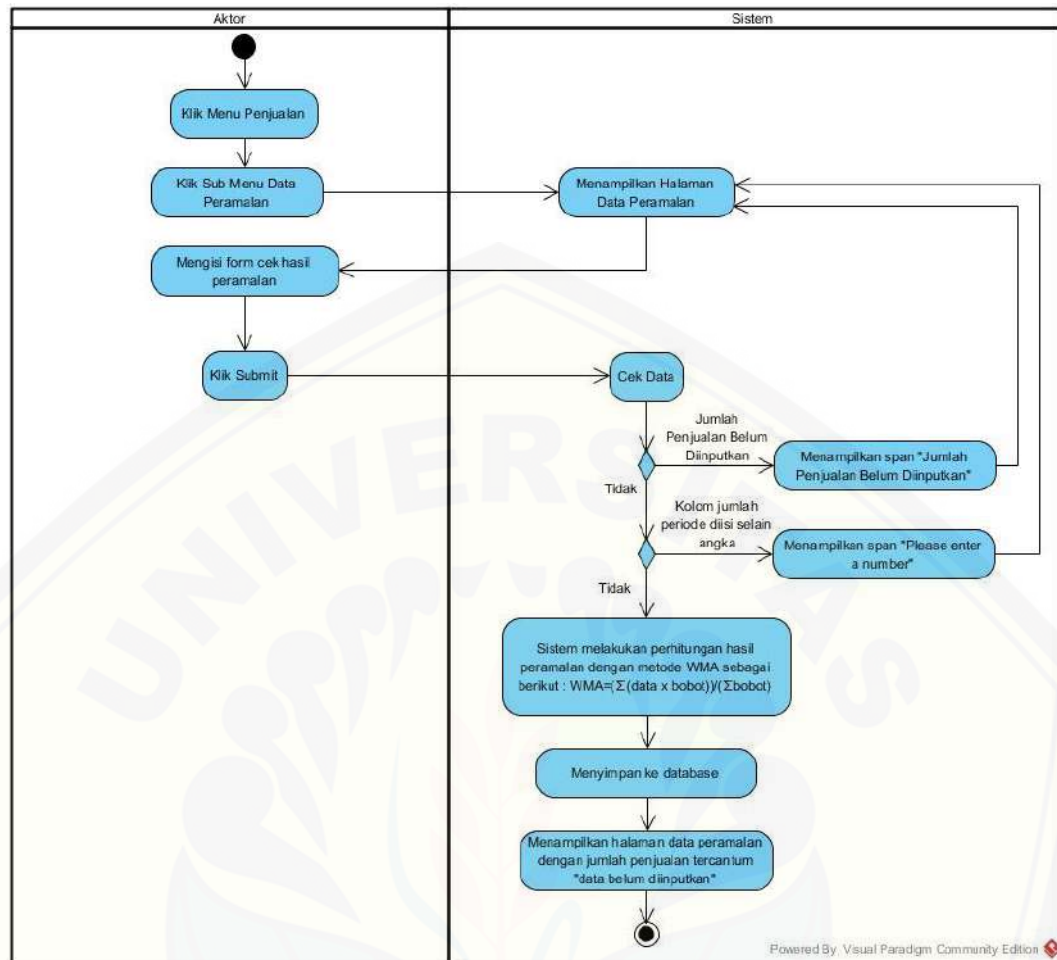 Aktor
Sistem
Klik Menu Penjualan
Klik Sub Menu Data
Peramalan
Menampilkan Halaman
Data Peramalan
Mengisi form cek hasil
peramalan
Klik Submit
Cek Data
Jumlah
Penjualan Belum
Diinputkan
Menampilkan span "Jumlah
Penjualan Belum Diinputkan"
Tidak
Kolom jumlah
periode diisi selain
angka
Menampilkan span "Please enter
a number"
Tidak
Sistem melakukan perhitungan hasil
peramalan dengan metode WMA sebagai
berikut : WMA=(Σ(data x bobot))/(Σbobot)
Menyimpan ke database
Menampilkan halaman data peramalan
dengan jumlah penjualan tercantum
"data belum diinputkan"
UNIVERSITAS
Powered By Visual Paradigm Community Edition